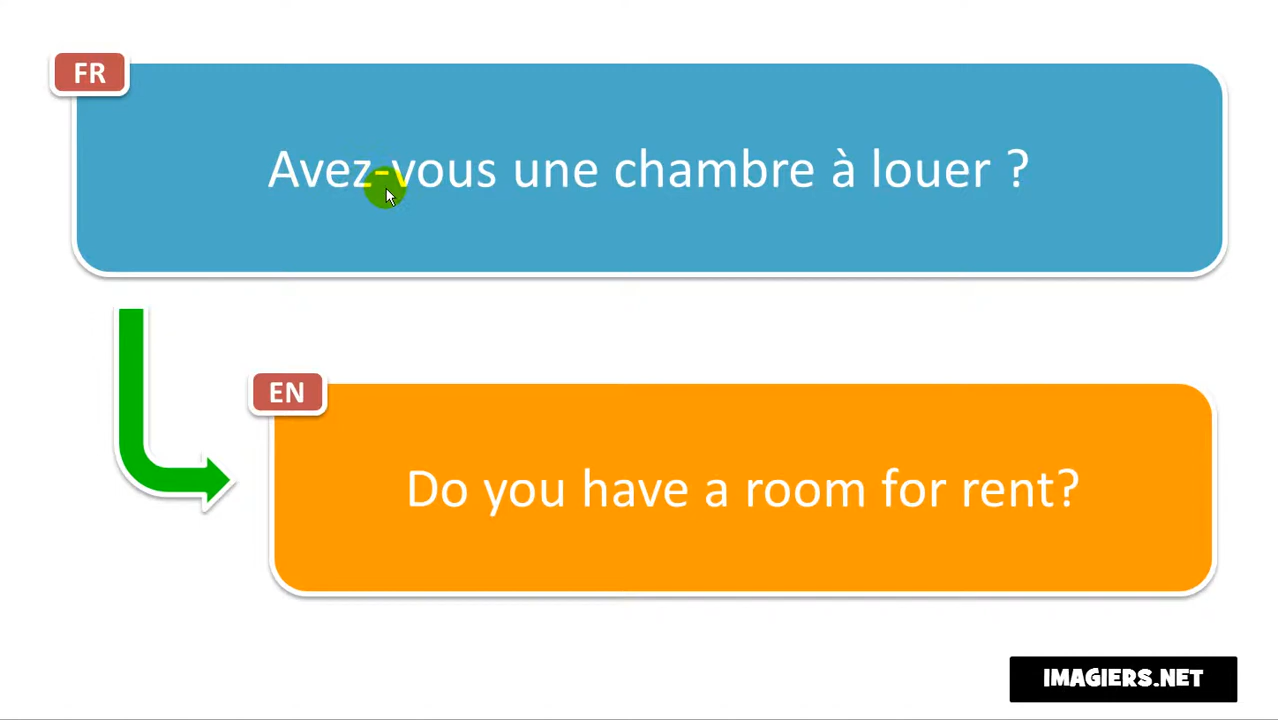 FR
Avez-vous une chambre à louer ?
EN
Do you have a room for rent?
IMAGIERS.NET